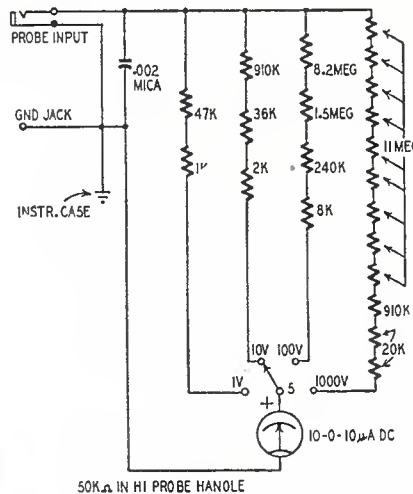 PROBE INPUT
.002
MICA
GND JACK
INSTR. CASE
47K
910K
36K
2K
8.2MEG
1.5MEG
240K
8K
11MEG
910K
20K
10V
100V
1V
S
1000V
+
10-0-10µA DC
50KΩ IN HI PROBE HANDLE